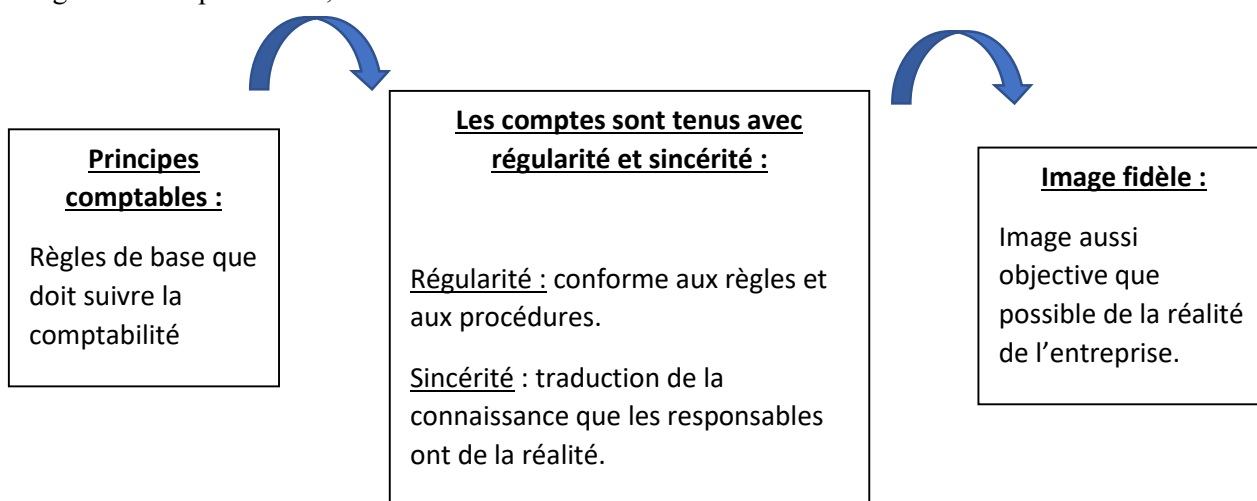 Principes
comptables :
Règles de base que
doit suivre la
comptabilité
Les comptes sont tenus avec
régularité et sincérité :
Régularité : conforme aux règles et
aux procédures.
Sincérité : traduction de la
connaissance que les responsables
ont de la réalité.
Image fidèle :
Image aussi
objective que
possible de la réalité
de l’entreprise.